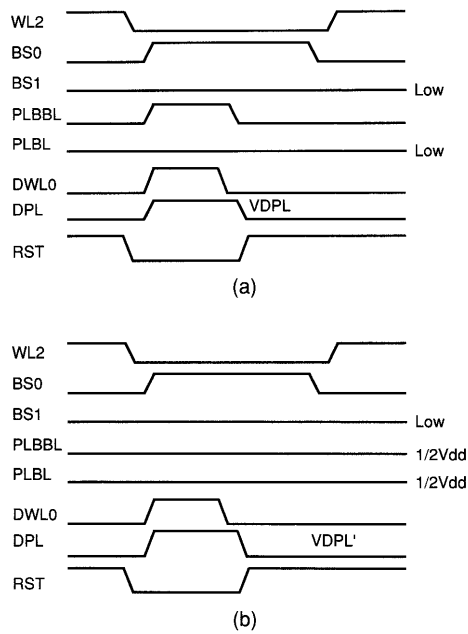 WL2
BS0
BS1 Low
PLBBL
PLBL Low
DWL0
DPL VDPL
RST
(a)
WL2
BS0
BS1 Low
PLBBL 1/2Vdd
PLBL 1/2Vdd
DWL0
DPL VDPL'
RST
(b)